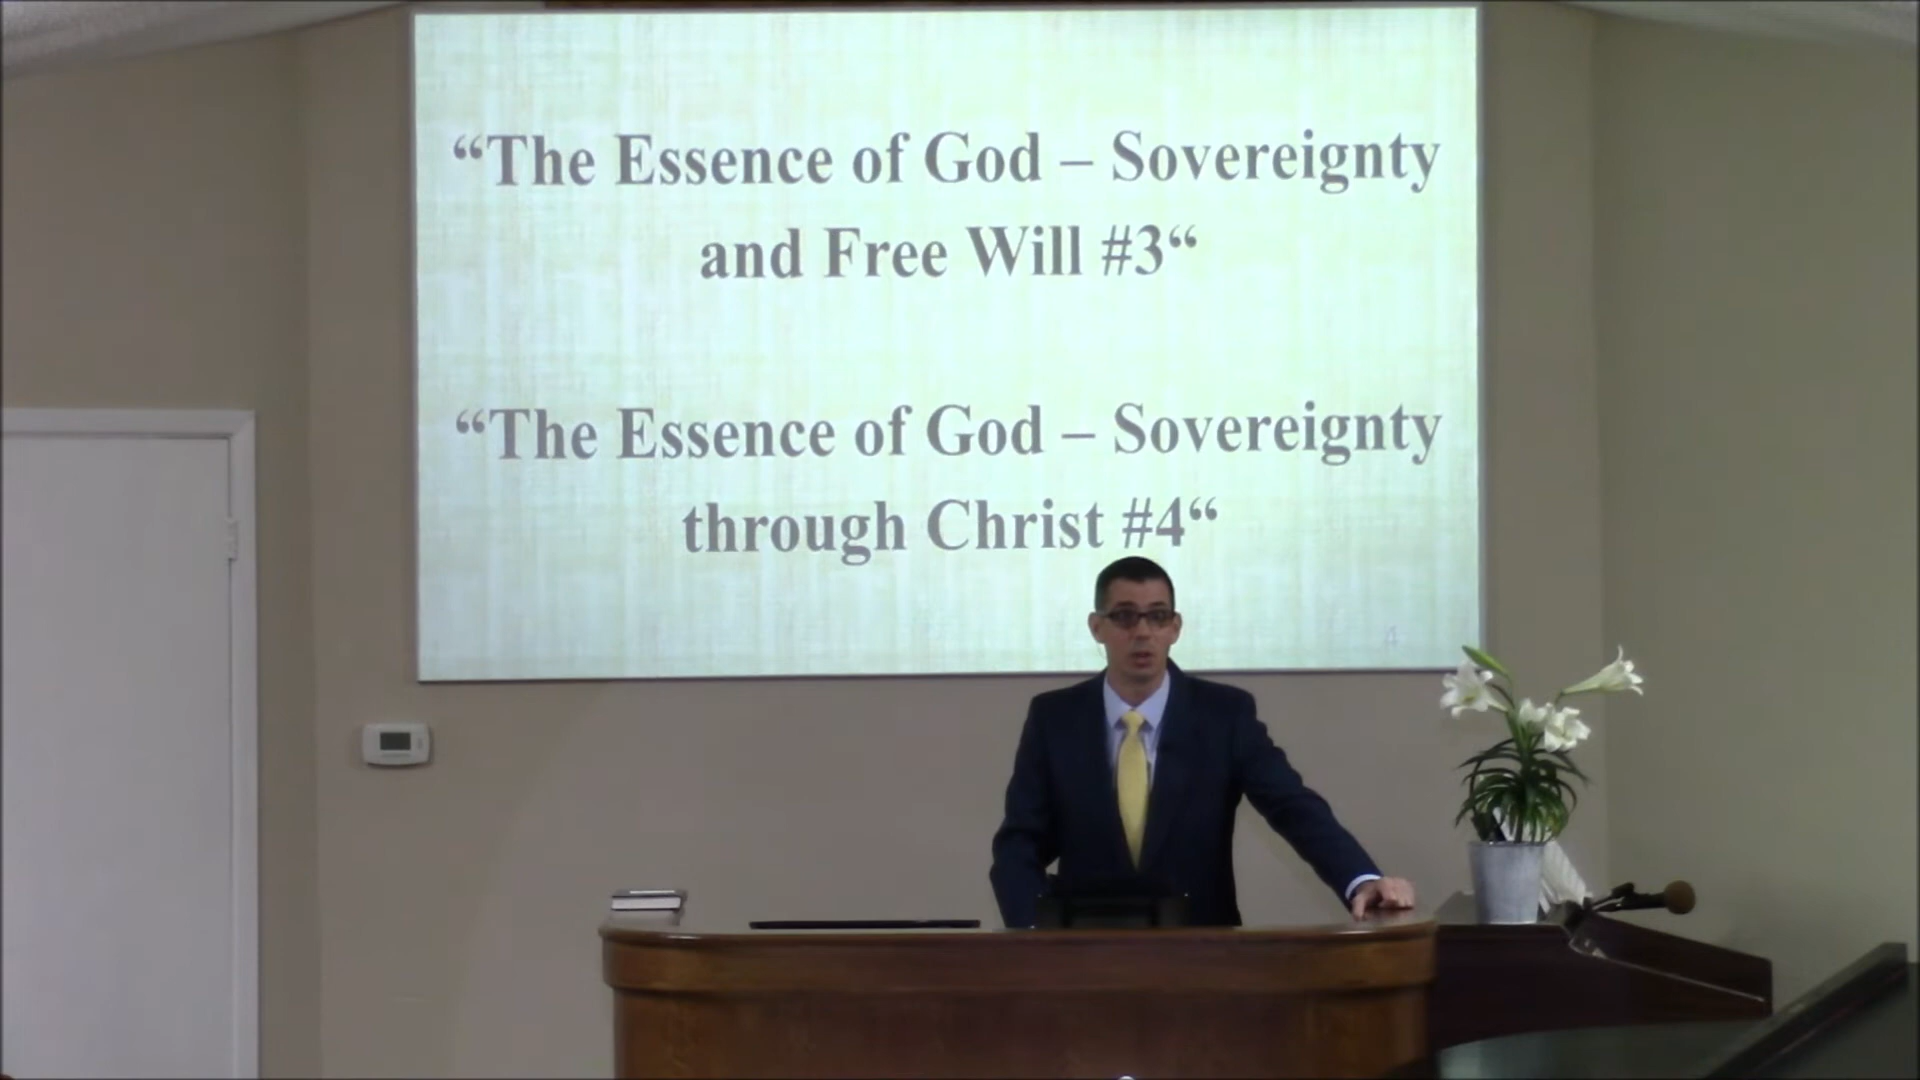 “The Essence of God – Sovereignty
and Free Will #3“
“The Essence of God – Sovereignty
through Christ #4“
4